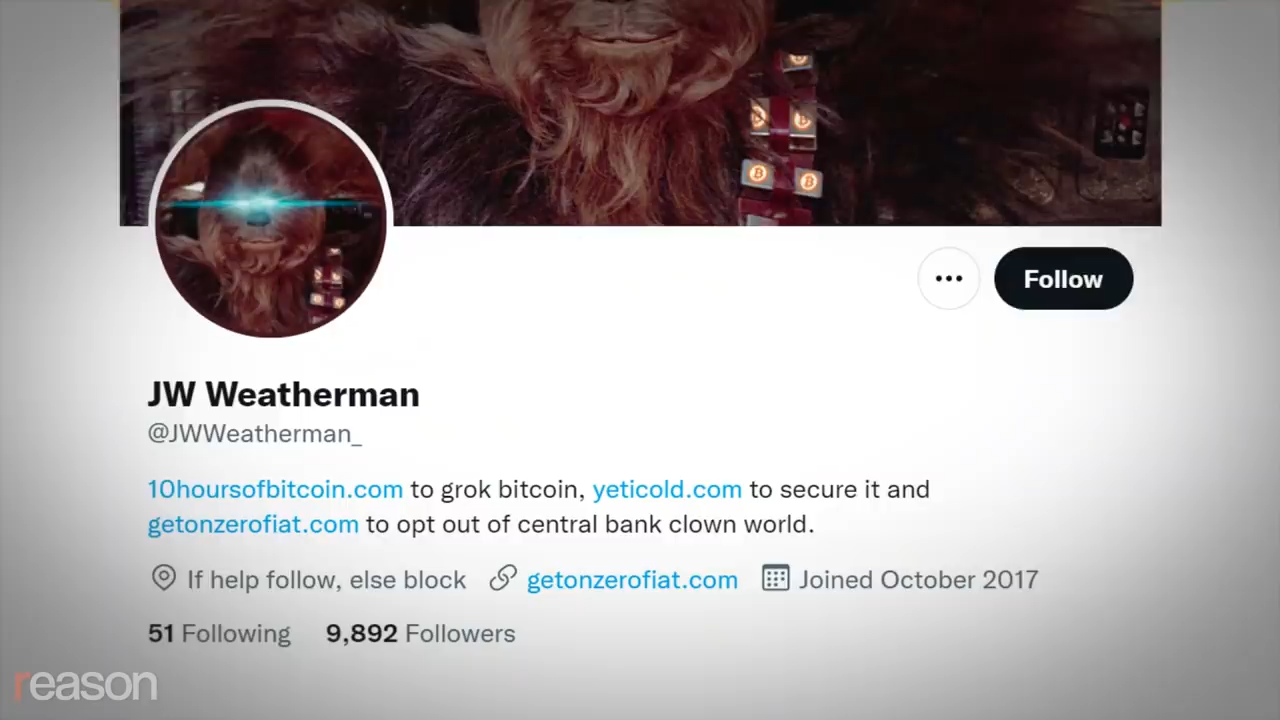 Follow
JW Weatherman
@JWWeatherman_
10hoursofbitcoin.com to grok bitcoin, yeticold.com to secure it and
getonzerofiat.com to opt out of central bank clown world.
If help follow, else block getonzerofiat.com Joined October 2017
51 Following 9,892 Followers
reason